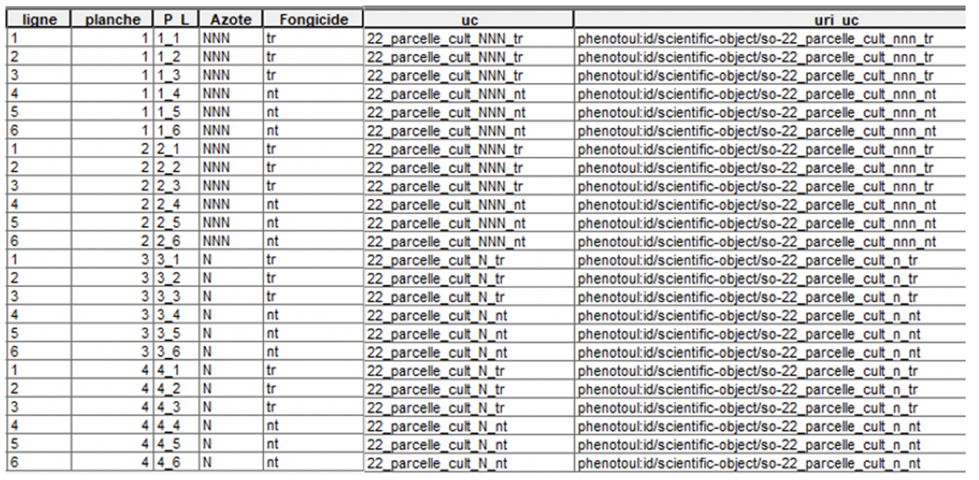 ligne planche P_L Azote Fongicide uc uri_uc
1 1 1_1 NNN tr 22_parcelle_cult_NNN_tr phenotoul:id/scientific-object/so-22_parcelle_cult_nnn_tr
2 1 1_2 NNN tr 22_parcelle_cult_NNN_tr phenotoul:id/scientific-object/so-22_parcelle_cult_nnn_tr
3 1 1_3 NNN tr 22_parcelle_cult_NNN_tr phenotoul:id/scientific-object/so-22_parcelle_cult_nnn_tr
4 1 1_4 NNN nt 22_parcelle_cult_NNN_nt phenotoul:id/scientific-object/so-22_parcelle_cult_nnn_nt
5 1 1_5 NNN nt 22_parcelle_cult_NNN_nt phenotoul:id/scientific-object/so-22_parcelle_cult_nnn_nt
6 1 1_6 NNN nt 22_parcelle_cult_NNN_nt phenotoul:id/scientific-object/so-22_parcelle_cult_nnn_nt
1 2 2_1 NNN tr 22_parcelle_cult_NNN_tr phenotoul:id/scientific-object/so-22_parcelle_cult_nnn_tr
2 2 2_2 NNN tr 22_parcelle_cult_NNN_tr phenotoul:id/scientific-object/so-22_parcelle_cult_nnn_tr
3 2 2_3 NNN tr 22_parcelle_cult_NNN_tr phenotoul:id/scientific-object/so-22_parcelle_cult_nnn_tr
4 2 2_4 NNN nt 22_parcelle_cult_NNN_nt phenotoul:id/scientific-object/so-22_parcelle_cult_nnn_nt
5 2 2_5 NNN nt 22_parcelle_cult_NNN_nt phenotoul:id/scientific-object/so-22_parcelle_cult_nnn_nt
6 2 2_6 NNN nt 22_parcelle_cult_NNN_nt phenotoul:id/scientific-object/so-22_parcelle_cult_nnn_nt
1 3 3_1 N tr 22_parcelle_cult_N_tr phenotoul:id/scientific-object/so-22_parcelle_cult_n_tr
2 3 3_2 N tr 22_parcelle_cult_N_tr phenotoul:id/scientific-object/so-22_parcelle_cult_n_tr
3 3 3_3 N tr 22_parcelle_cult_N_tr phenotoul:id/scientific-object/so-22_parcelle_cult_n_tr
4 3 3_4 N nt 22_parcelle_cult_N_nt phenotoul:id/scientific-object/so-22_parcelle_cult_n_nt
5 3 3_5 N nt 22_parcelle_cult_N_nt phenotoul:id/scientific-object/so-22_parcelle_cult_n_nt
6 3 3_6 N nt 22_parcelle_cult_N_nt phenotoul:id/scientific-object/so-22_parcelle_cult_n_nt
1 4 4_1 N tr 22_parcelle_cult_N_tr phenotoul:id/scientific-object/so-22_parcelle_cult_n_tr
2 4 4_2 N tr 22_parcelle_cult_N_tr phenotoul:id/scientific-object/so-22_parcelle_cult_n_tr
3 4 4_3 N tr 22_parcelle_cult_N_tr phenotoul:id/scientific-object/so-22_parcelle_cult_n_tr
4 4 4_4 N nt 22_parcelle_cult_N_nt phenotoul:id/scientific-object/so-22_parcelle_cult_n_nt
5 4 4_5 N nt 22_parcelle_cult_N_nt phenotoul:id/scientific-object/so-22_parcelle_cult_n_nt
6 4 4_6 N nt 22_parcelle_cult_N_nt phenotoul:id/scientific-object/so-22_parcelle_cult_n_nt